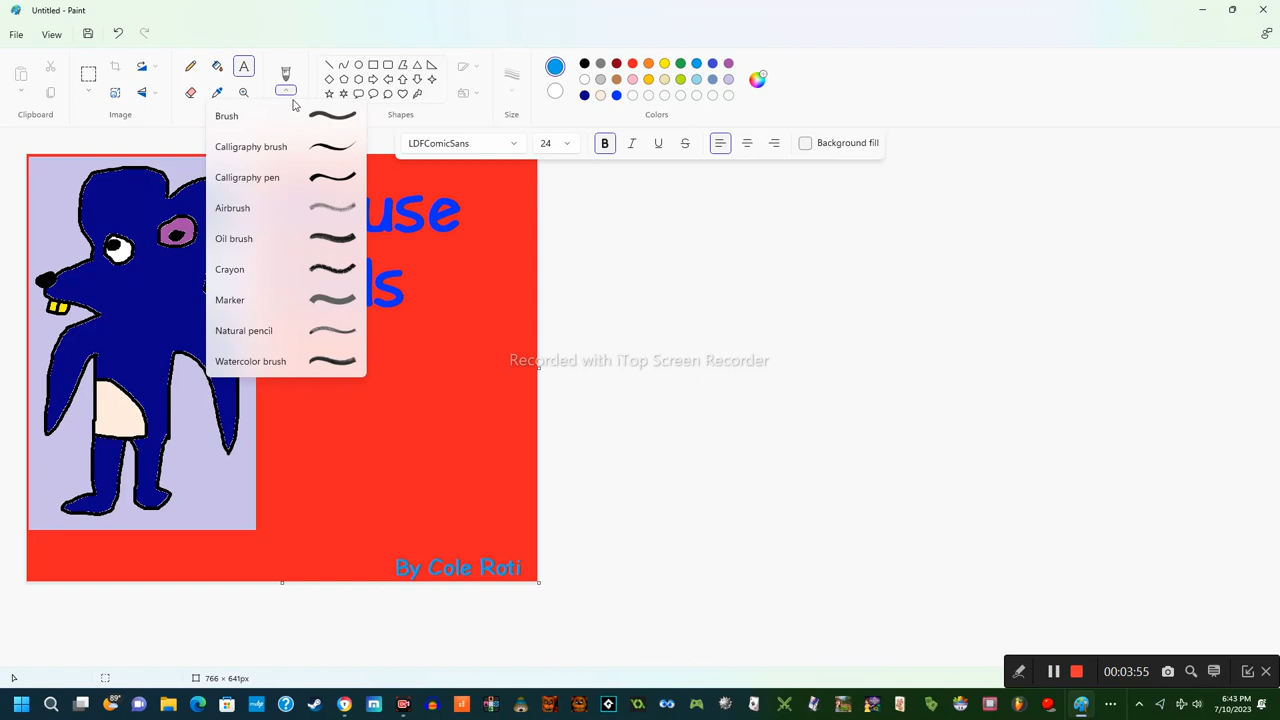 Untitled - Paint
File View
A
Clipboard
Image
Shapes
Size
Colors
Brush
Calligraphy brush
Calligraphy pen
Airbrush
Oil brush
Crayon
Marker
Natural pencil
Watercolor brush
LDFComicSans 24 B I U S Background fill
use
ls
Recorded with iTop Screen Recorder
By Cole Roti
766 × 641px
00:03:55
89°
6:43 PM
7/10/2023